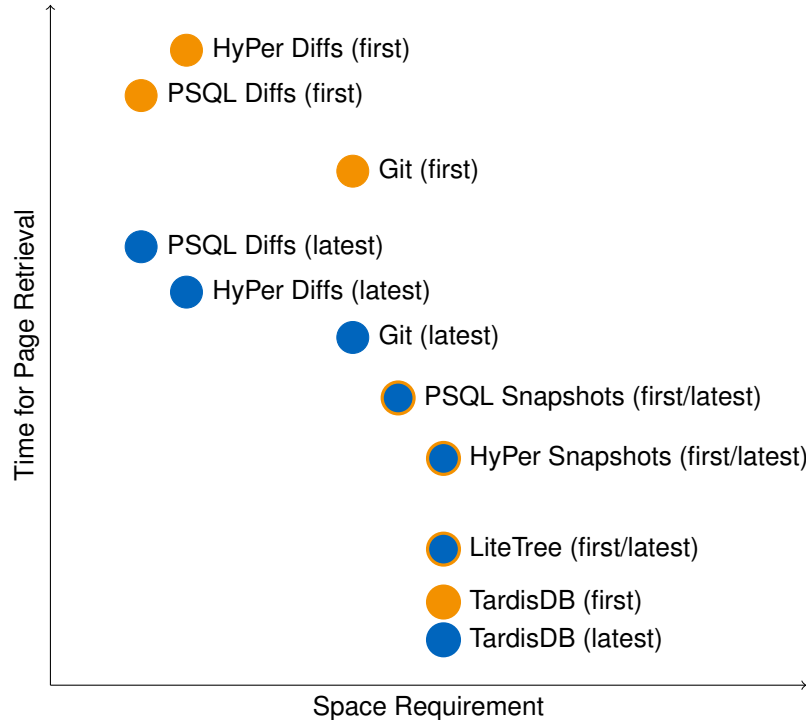 HyPer Diffs (first)
PSQL Diffs (first)
Git (first)
PSQL Diffs (latest)
HyPer Diffs (latest)
Git (latest)
PSQL Snapshots (first/latest)
HyPer Snapshots (first/latest)
LiteTree (first/latest)
TardisDB (first)
TardisDB (latest)
Time for Page Retrieval
Space Requirement